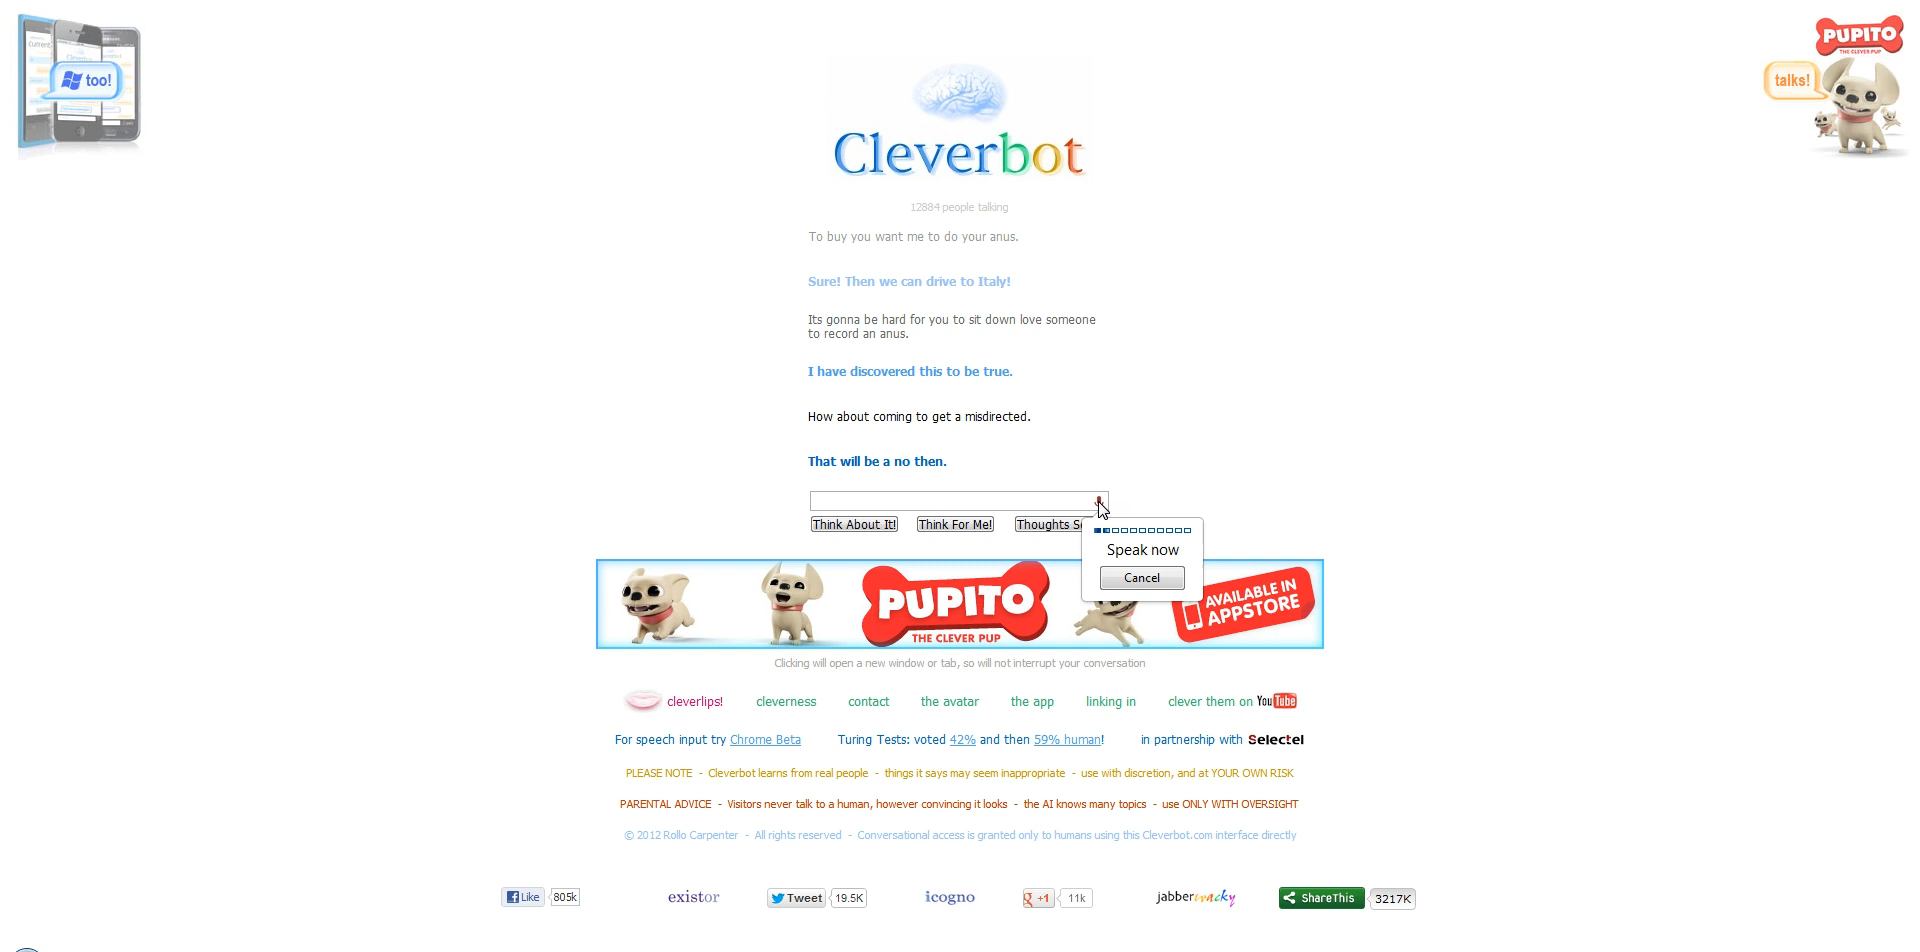 current
too!
PUPITO
THE CLEVER PUP
talks!
Cleverbot
12884 people talking
To buy you want me to do your anus.
Sure! Then we can drive to Italy!
Its gonna be hard for you to sit down love someone
to record an anus.
I have discovered this to be true.
How about coming to get a misdirected.
That will be a no then.
Think About It! Think For Me! Thoughts
Speak now
Cancel
PUPITO
THE CLEVER PUP
AVAILABLE IN
APPSTORE
Clicking will open a new window or tab, so will not interrupt your conversation
cleverlips! cleverness contact the avatar the app linking in clever them on YouTube
For speech input try Chrome Beta Turing Tests: voted 42% and then 59% human! in partnership with Selectel
PLEASE NOTE - Cleverbot learns from real people - things it says may seem inappropriate - use with discretion, and at YOUR OWN RISK
PARENTAL ADVICE - Visitors never talk to a human, however convincing it looks - the AI knows many topics - use ONLY WITH OVERSIGHT
© 2012 Rollo Carpenter - All rights reserved - Conversational access is granted only to humans using this Cleverbot.com interface directly
Like 805k existor Tweet 19.5K icogno g +1 11k jabberwacky ShareThis 3217K